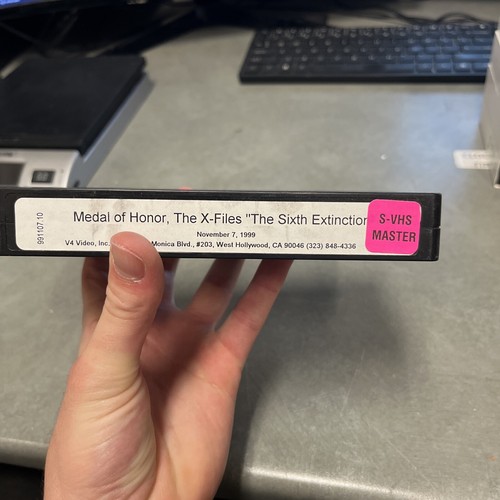 991107.10
Medal of Honor, The X-Files "The Sixth Extinction
November 7, 1999
V4 Video, Inc. Monica Blvd., #203, West Hollywood, CA 90046 (323) 848-4336
S-VHS
MASTER